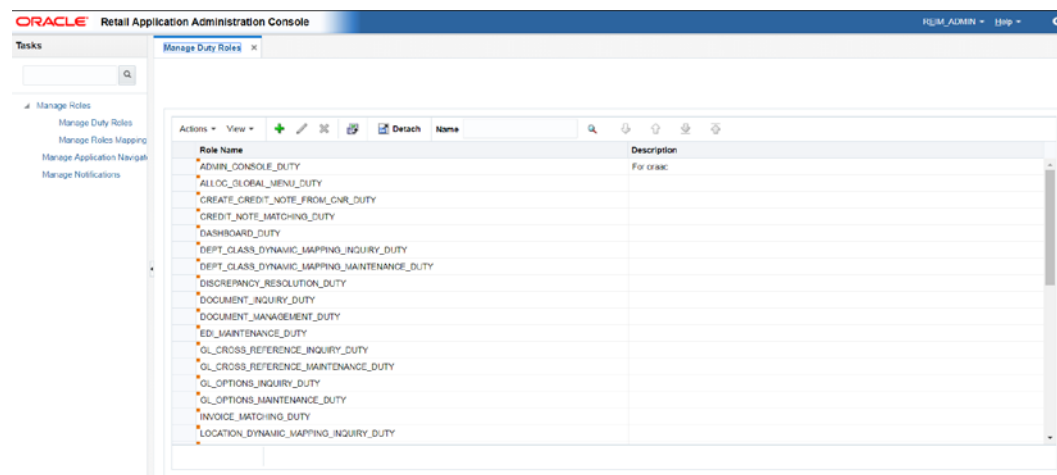 ORACLE Retail Application Administration Console REIM_ADMIN Help
Tasks Manage Duty Roles ×
Manage Roles
Manage Duty Roles
Manage Roles Mapping
Manage Application Navigat
Manage Notifications
Actions View Detach Name
Role Name Description
ADMIN_CONSOLE_DUTY For oraac
ALLOC_GLOBAL_MENU_DUTY
CREATE_CREDIT_NOTE_FROM_CNR_DUTY
CREDIT_NOTE_MATCHING_DUTY
DASHBOARD_DUTY
DEPT_CLASS_DYNAMIC_MAPPING_INQUIRY_DUTY
DEPT_CLASS_DYNAMIC_MAPPING_MAINTENANCE_DUTY
DISCREPANCY_RESOLUTION_DUTY
DOCUMENT_INQUIRY_DUTY
DOCUMENT_MANAGEMENT_DUTY
EDI_MAINTENANCE_DUTY
GL_CROSS_REFERENCE_INQUIRY_DUTY
GL_CROSS_REFERENCE_MAINTENANCE_DUTY
GL_OPTIONS_INQUIRY_DUTY
GL_OPTIONS_MAINTENANCE_DUTY
INVOICE_MATCHING_DUTY
LOCATION_DYNAMIC_MAPPING_INQUIRY_DUTY